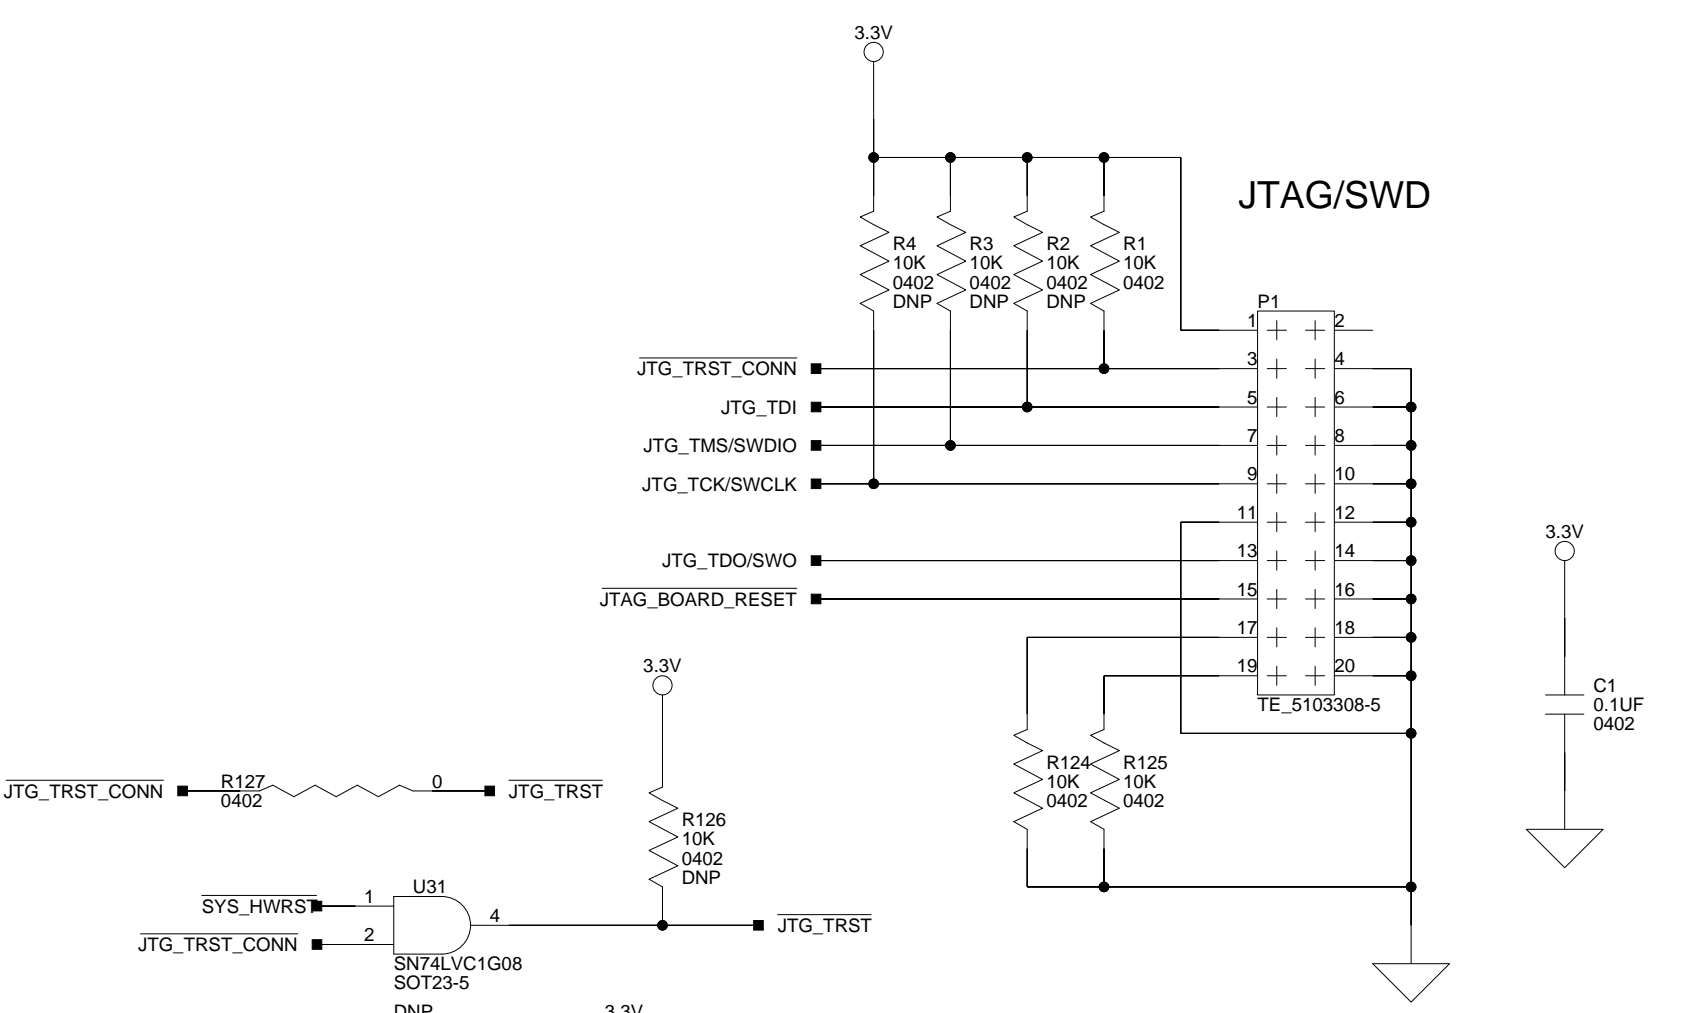 3.3V
JTAG/SWD
R4
10K
0402
DNP
R3
10K
0402
DNP
R2
10K
0402
DNP
R1
10K
0402
P1
1
2
JTG_TRST_CONN
3
4
JTG_TDI
5
6
JTG_TMS/SWDIO
7
8
JTG_TCK/SWCLK
9
10
11
12
JTG_TDO/SWO
13
14
JTAG_BOARD_RESET
15
16
17
18
19
20
TE_5103308-5
3.3V
C1
0.1UF
0402
R124
10K
0402
R125
10K
0402
3.3V
R126
10K
0402
DNP
JTG_TRST_CONN
R127
0402
0
JTG_TRST
U31
SYS_HWRST
1
JTG_TRST_CONN
2
4
JTG_TRST
SN74LVC1G08
SOT23-5
DNP
3.3V